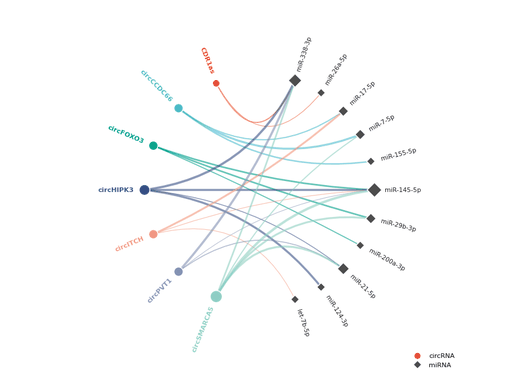 CDR1as
circCCDC66
circFOXO3
circHIPK3
circITCH
circPVT1
circSMARCA5
miR-338-3p
miR-26a-5p
miR-17-5p
miR-7-5p
miR-155-5p
miR-145-5p
miR-29b-3p
miR-200a-3p
miR-21-5p
miR-124-3p
let-7b-5p
circRNA
miRNA